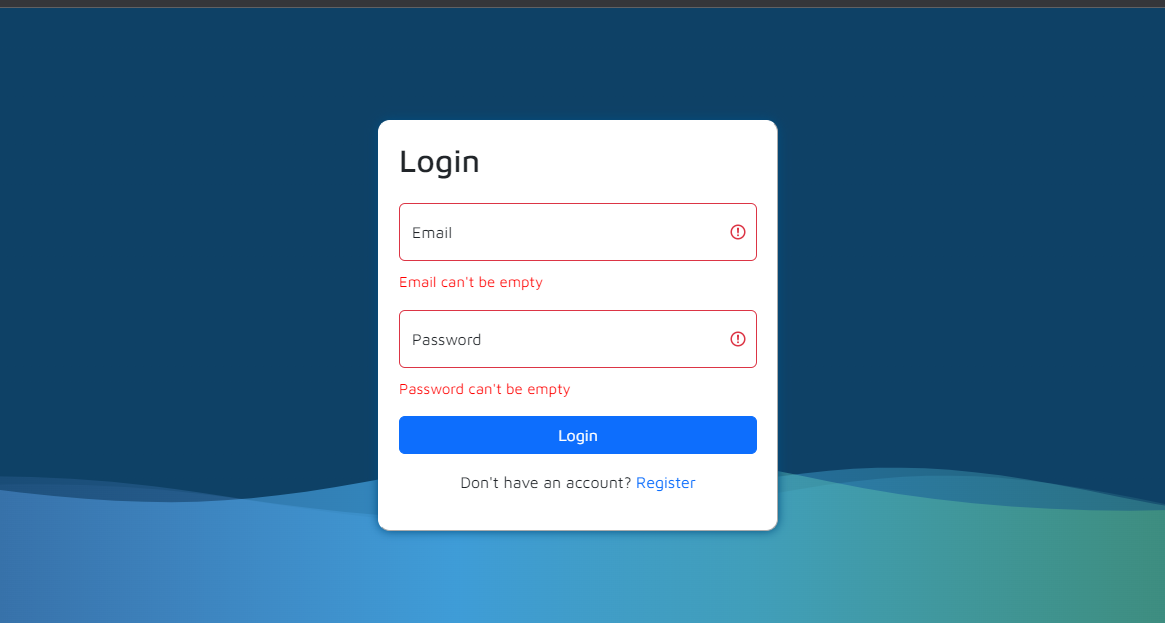 Login
Email
Email can't be empty
Password
Password can't be empty
Login
Don't have an account? Register